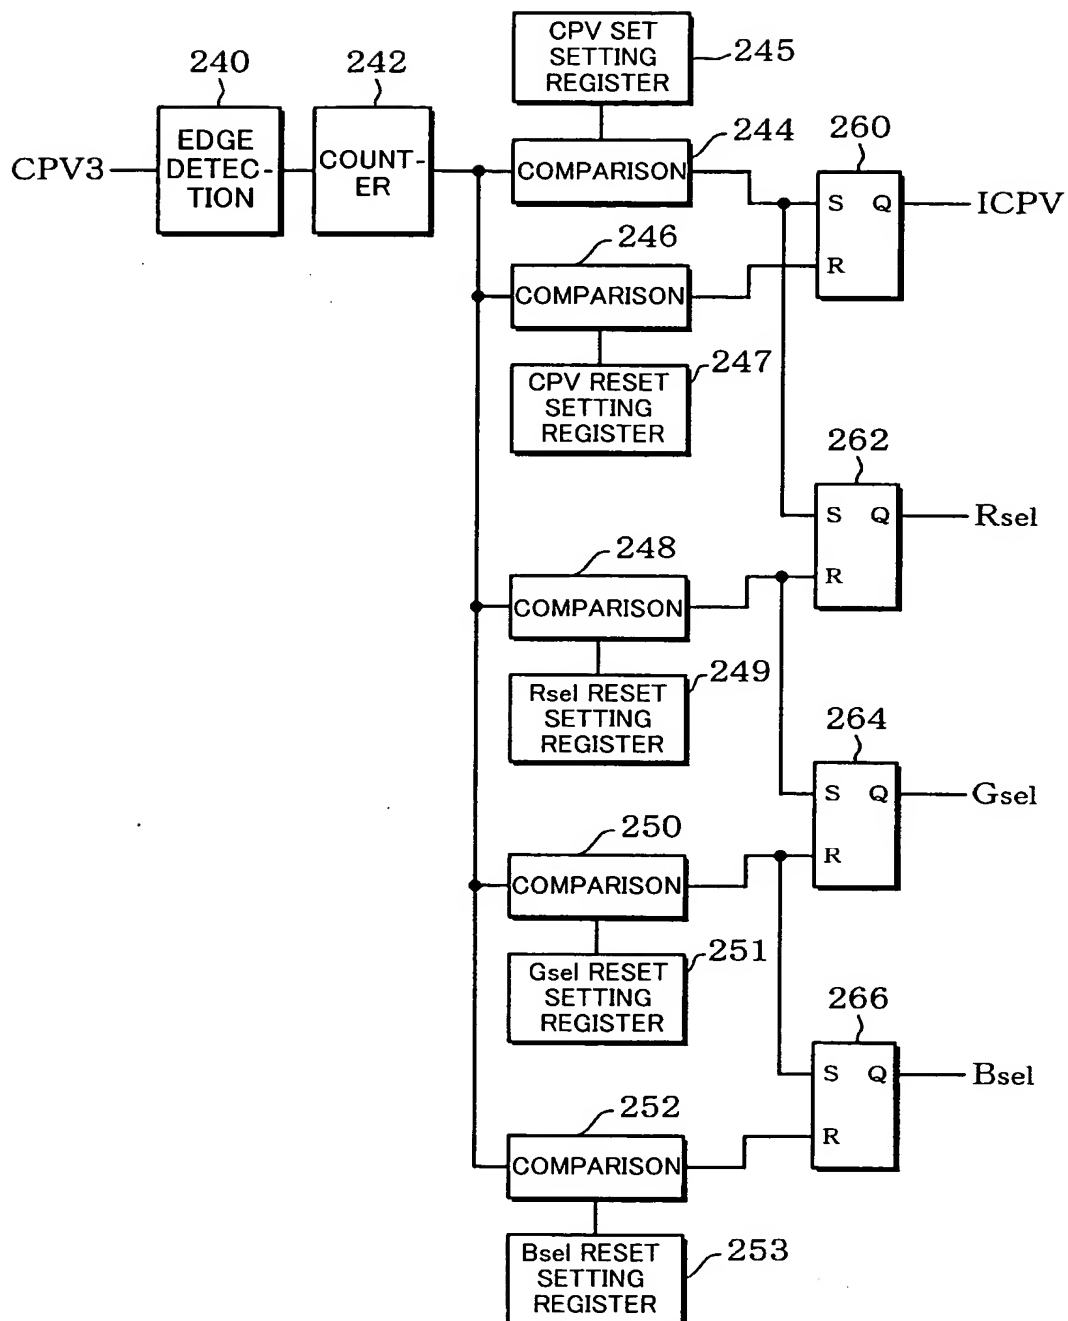 CPV SET
SETTING
REGISTER
245
240
242
CPV3
EDGE
DETEC-
TION
COUNT-
ER
244
COMPARISON
260
S Q
R
ICPV
246
COMPARISON
247
CPV RESET
SETTING
REGISTER
262
S Q
R
Rsel
248
COMPARISON
249
Rsel RESET
SETTING
REGISTER
264
S Q
R
Gsel
250
COMPARISON
251
Gsel RESET
SETTING
REGISTER
266
S Q
R
Bsel
252
COMPARISON
253
Bsel RESET
SETTING
REGISTER